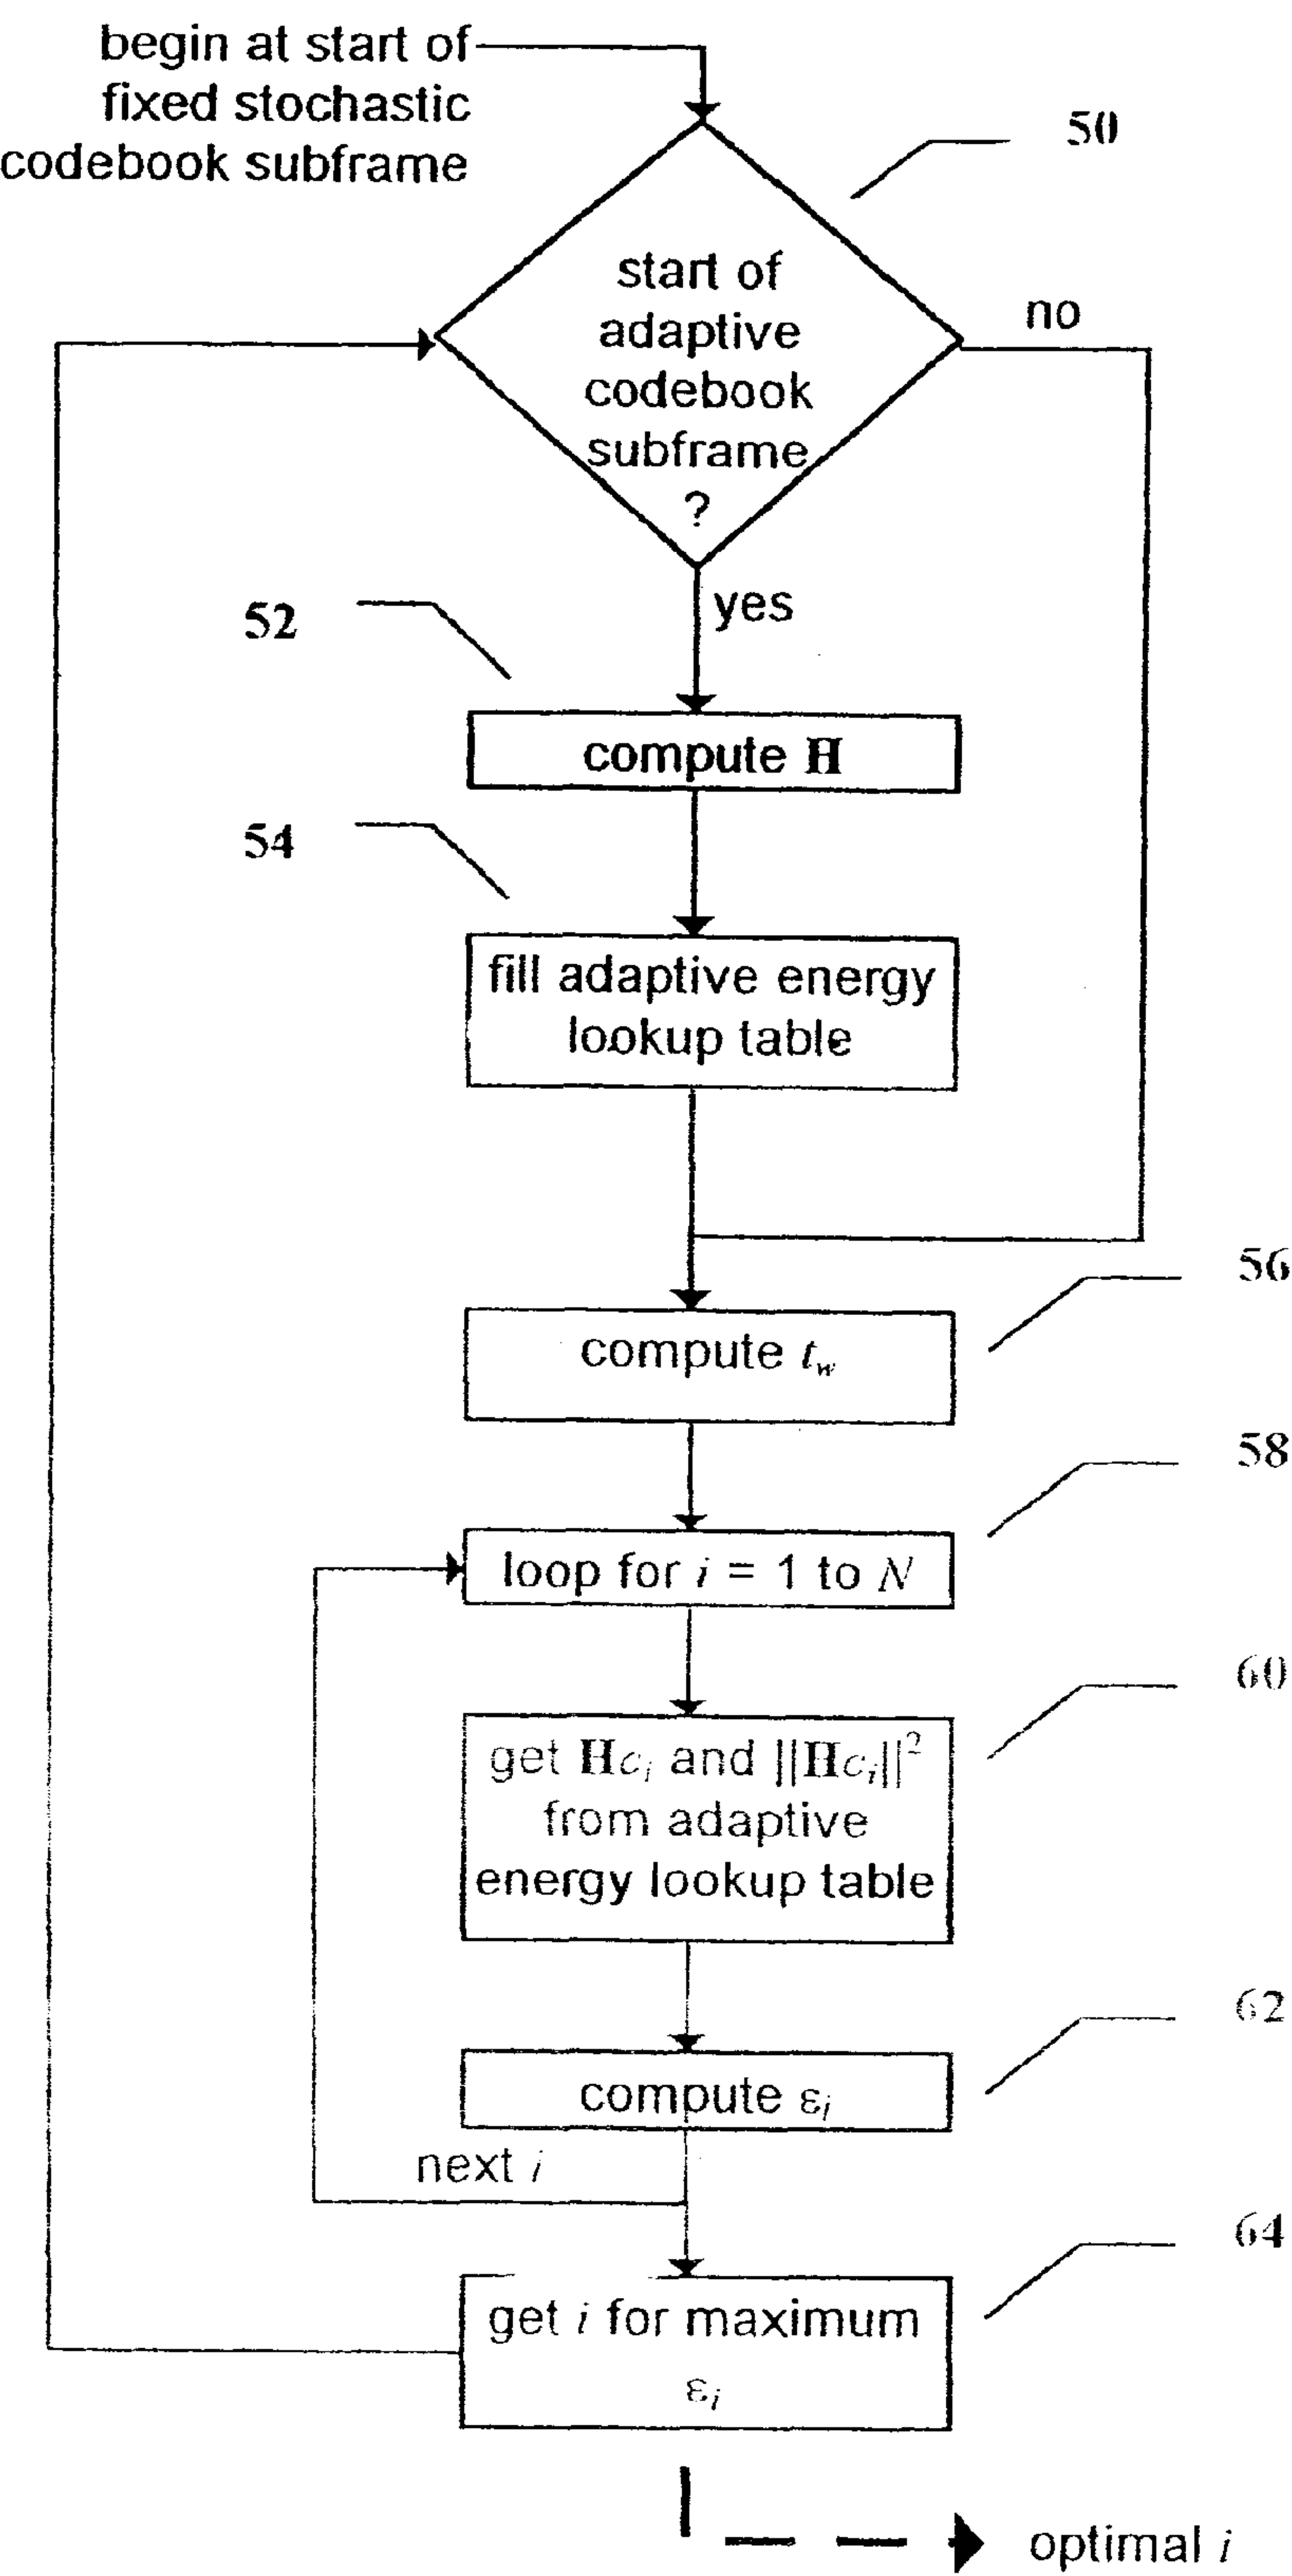 begin at start of
fixed stochastic
codebook subframe
50
start of
adaptive
codebook
subframe
?
no
yes
52
compute H
54
fill adaptive energy
lookup table
56
compute t_w
58
loop for i = 1 to N
60
get Hc_i and ||Hc_i||^2
from adaptive
energy lookup table
62
compute ε_i
next i
64
get i for maximum
ε_i
optimal i